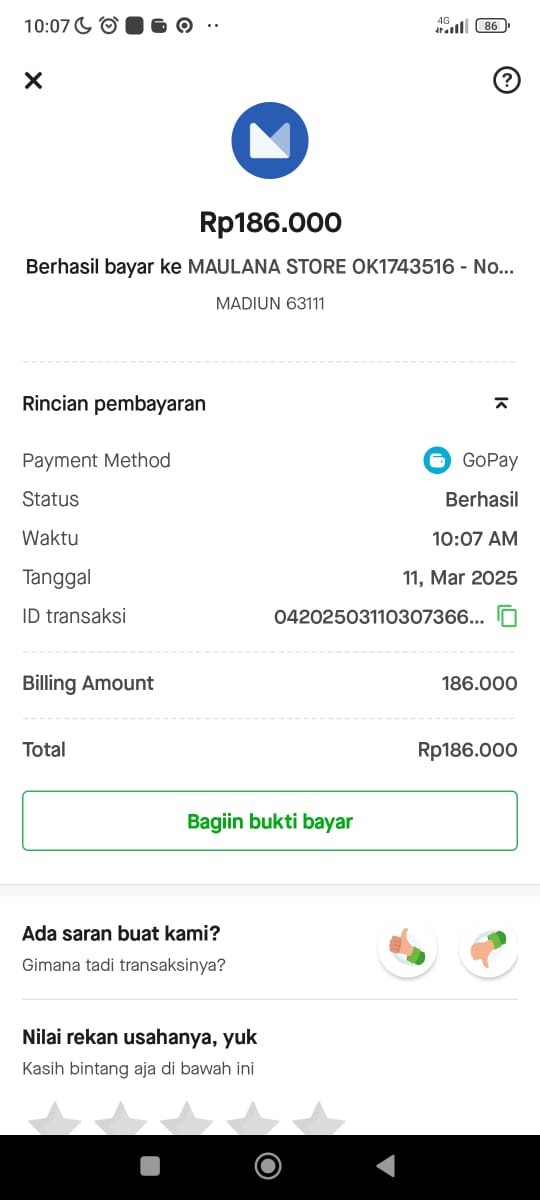 10:07
4G
86
Rp186.000
Berhasil bayar ke MAULANA STORE OK1743516 - No...
MADIUN 63111
Rincian pembayaran
Payment Method GoPay
Status Berhasil
Waktu 10:07 AM
Tanggal 11, Mar 2025
ID transaksi 04202503110307366...
Billing Amount 186.000
Total Rp186.000
Bagiin bukti bayar
Ada saran buat kami?
Gimana tadi transaksinya?
Nilai rekan usahanya, yuk
Kasih bintang aja di bawah ini